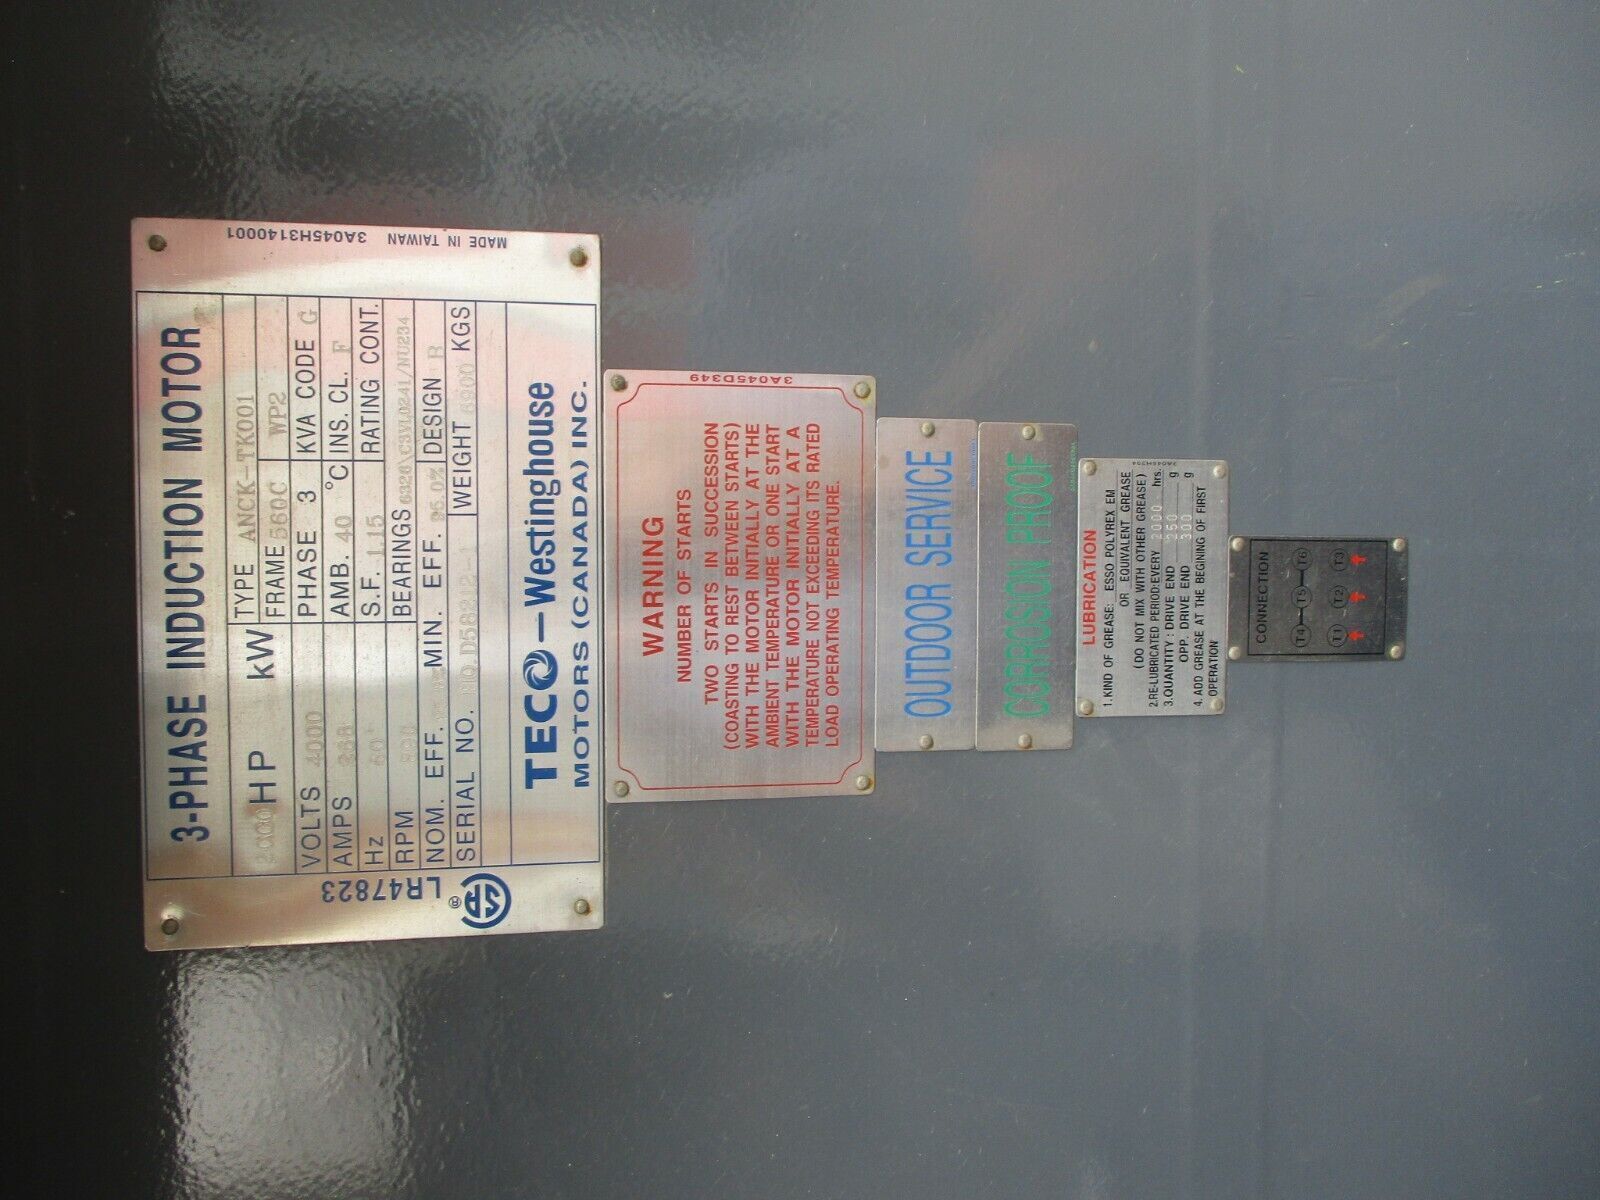 3-PHASE INDUCTION MOTOR
HP kW
TYPE ANCK-TK001
FRAME 560C WP2
VOLTS 4000 PHASE 3 KVA CODE G
AMPS AMB. 40 °C INS. CL. F
Hz 60 S.F. 1.15 RATING CONT.
RPM BEARINGS
NOM. EFF. MIN. EFF. 95.0% DESIGN B
SERIAL NO. WEIGHT KGS
TECO-Westinghouse
MOTORS (CANADA) INC.
LR47823
®
MADE IN TAIWAN 3A045H3140001
WARNING
NUMBER OF STARTS
TWO STARTS IN SUCCESSION
(COASTING TO REST BETWEEN STARTS)
WITH THE MOTOR INITIALLY AT THE
AMBIENT TEMPERATURE OR ONE START
WITH THE MOTOR INITIALLY AT A
TEMPERATURE NOT EXCEEDING ITS RATED
LOAD OPERATING TEMPERATURE.
3A045D349
OUTDOOR SERVICE
CORROSION PROOF
LUBRICATION
1. KIND OF GREASE: ESSO POLYREX EM
OR EQUIVALENT GREASE
(DO NOT MIX WITH OTHER GREASE)
2.RE-LUBRICATED PERIOD:EVERY 2000 hrs.
3.QUANTITY : DRIVE END 250 g
OPP. DRIVE END 300 g
4. ADD GREASE AT THE BEGINING OF FIRST
OPERATION
CONNECTION
T4 T5 T6
T1 T2 T3